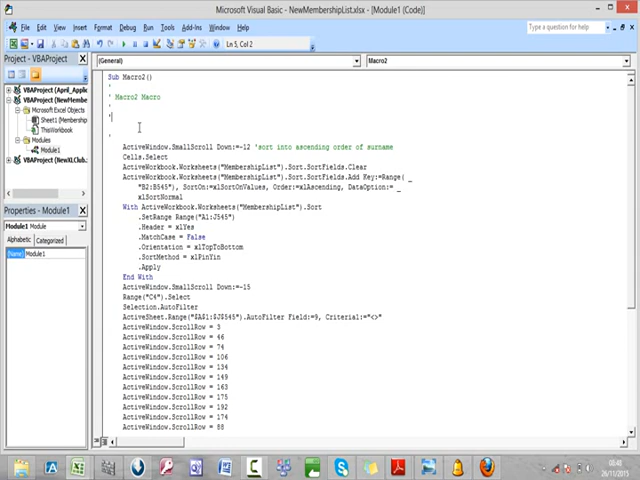 Microsoft Visual Basic - NewMembershipList.xlsx - [Module1 (Code)]
File Edit View Insert Format Debug Run Tools Add-Ins Window Help
Type a question for help
Ln 5, Col 2
Project - VBAProject
VBAProject (April_Applic
VBAProject (NewMember
Microsoft Excel Objects
Sheet1 (Membership
ThisWorkbook
Modules
Module1
VBAProject (NewXLClub.
Properties - Module1
Module1 Module
Alphabetic Categorized
(Name) Module1
(General)
Macro2
Sub Macro2()
'
' Macro2 Macro
'
'
'
ActiveWindow.SmallScroll Down:=-12 'sort into ascending order of surname
Cells.Select
ActiveWorkbook.Worksheets("MembershipList").Sort.SortFields.Clear
ActiveWorkbook.Worksheets("MembershipList").Sort.SortFields.Add Key:=Range( _
"B2:B545"), SortOn:=xlSortOnValues, Order:=xlAscending, DataOption:= _
xlSortNormal
With ActiveWorkbook.Worksheets("MembershipList").Sort
.SetRange Range("A1:J545")
.Header = xlYes
.MatchCase = False
.Orientation = xlTopToBottom
.SortMethod = xlPinYin
.Apply
End With
ActiveWindow.SmallScroll Down:=-15
Range("C4").Select
Selection.AutoFilter
ActiveSheet.Range("$A$1:$J$545").AutoFilter Field:=9, Criteria1:="<>"
ActiveWindow.ScrollRow = 3
ActiveWindow.ScrollRow = 46
ActiveWindow.ScrollRow = 74
ActiveWindow.ScrollRow = 106
ActiveWindow.ScrollRow = 134
ActiveWindow.ScrollRow = 149
ActiveWindow.ScrollRow = 163
ActiveWindow.ScrollRow = 175
ActiveWindow.ScrollRow = 192
ActiveWindow.ScrollRow = 174
ActiveWindow.ScrollRow = 88
26/11/2015